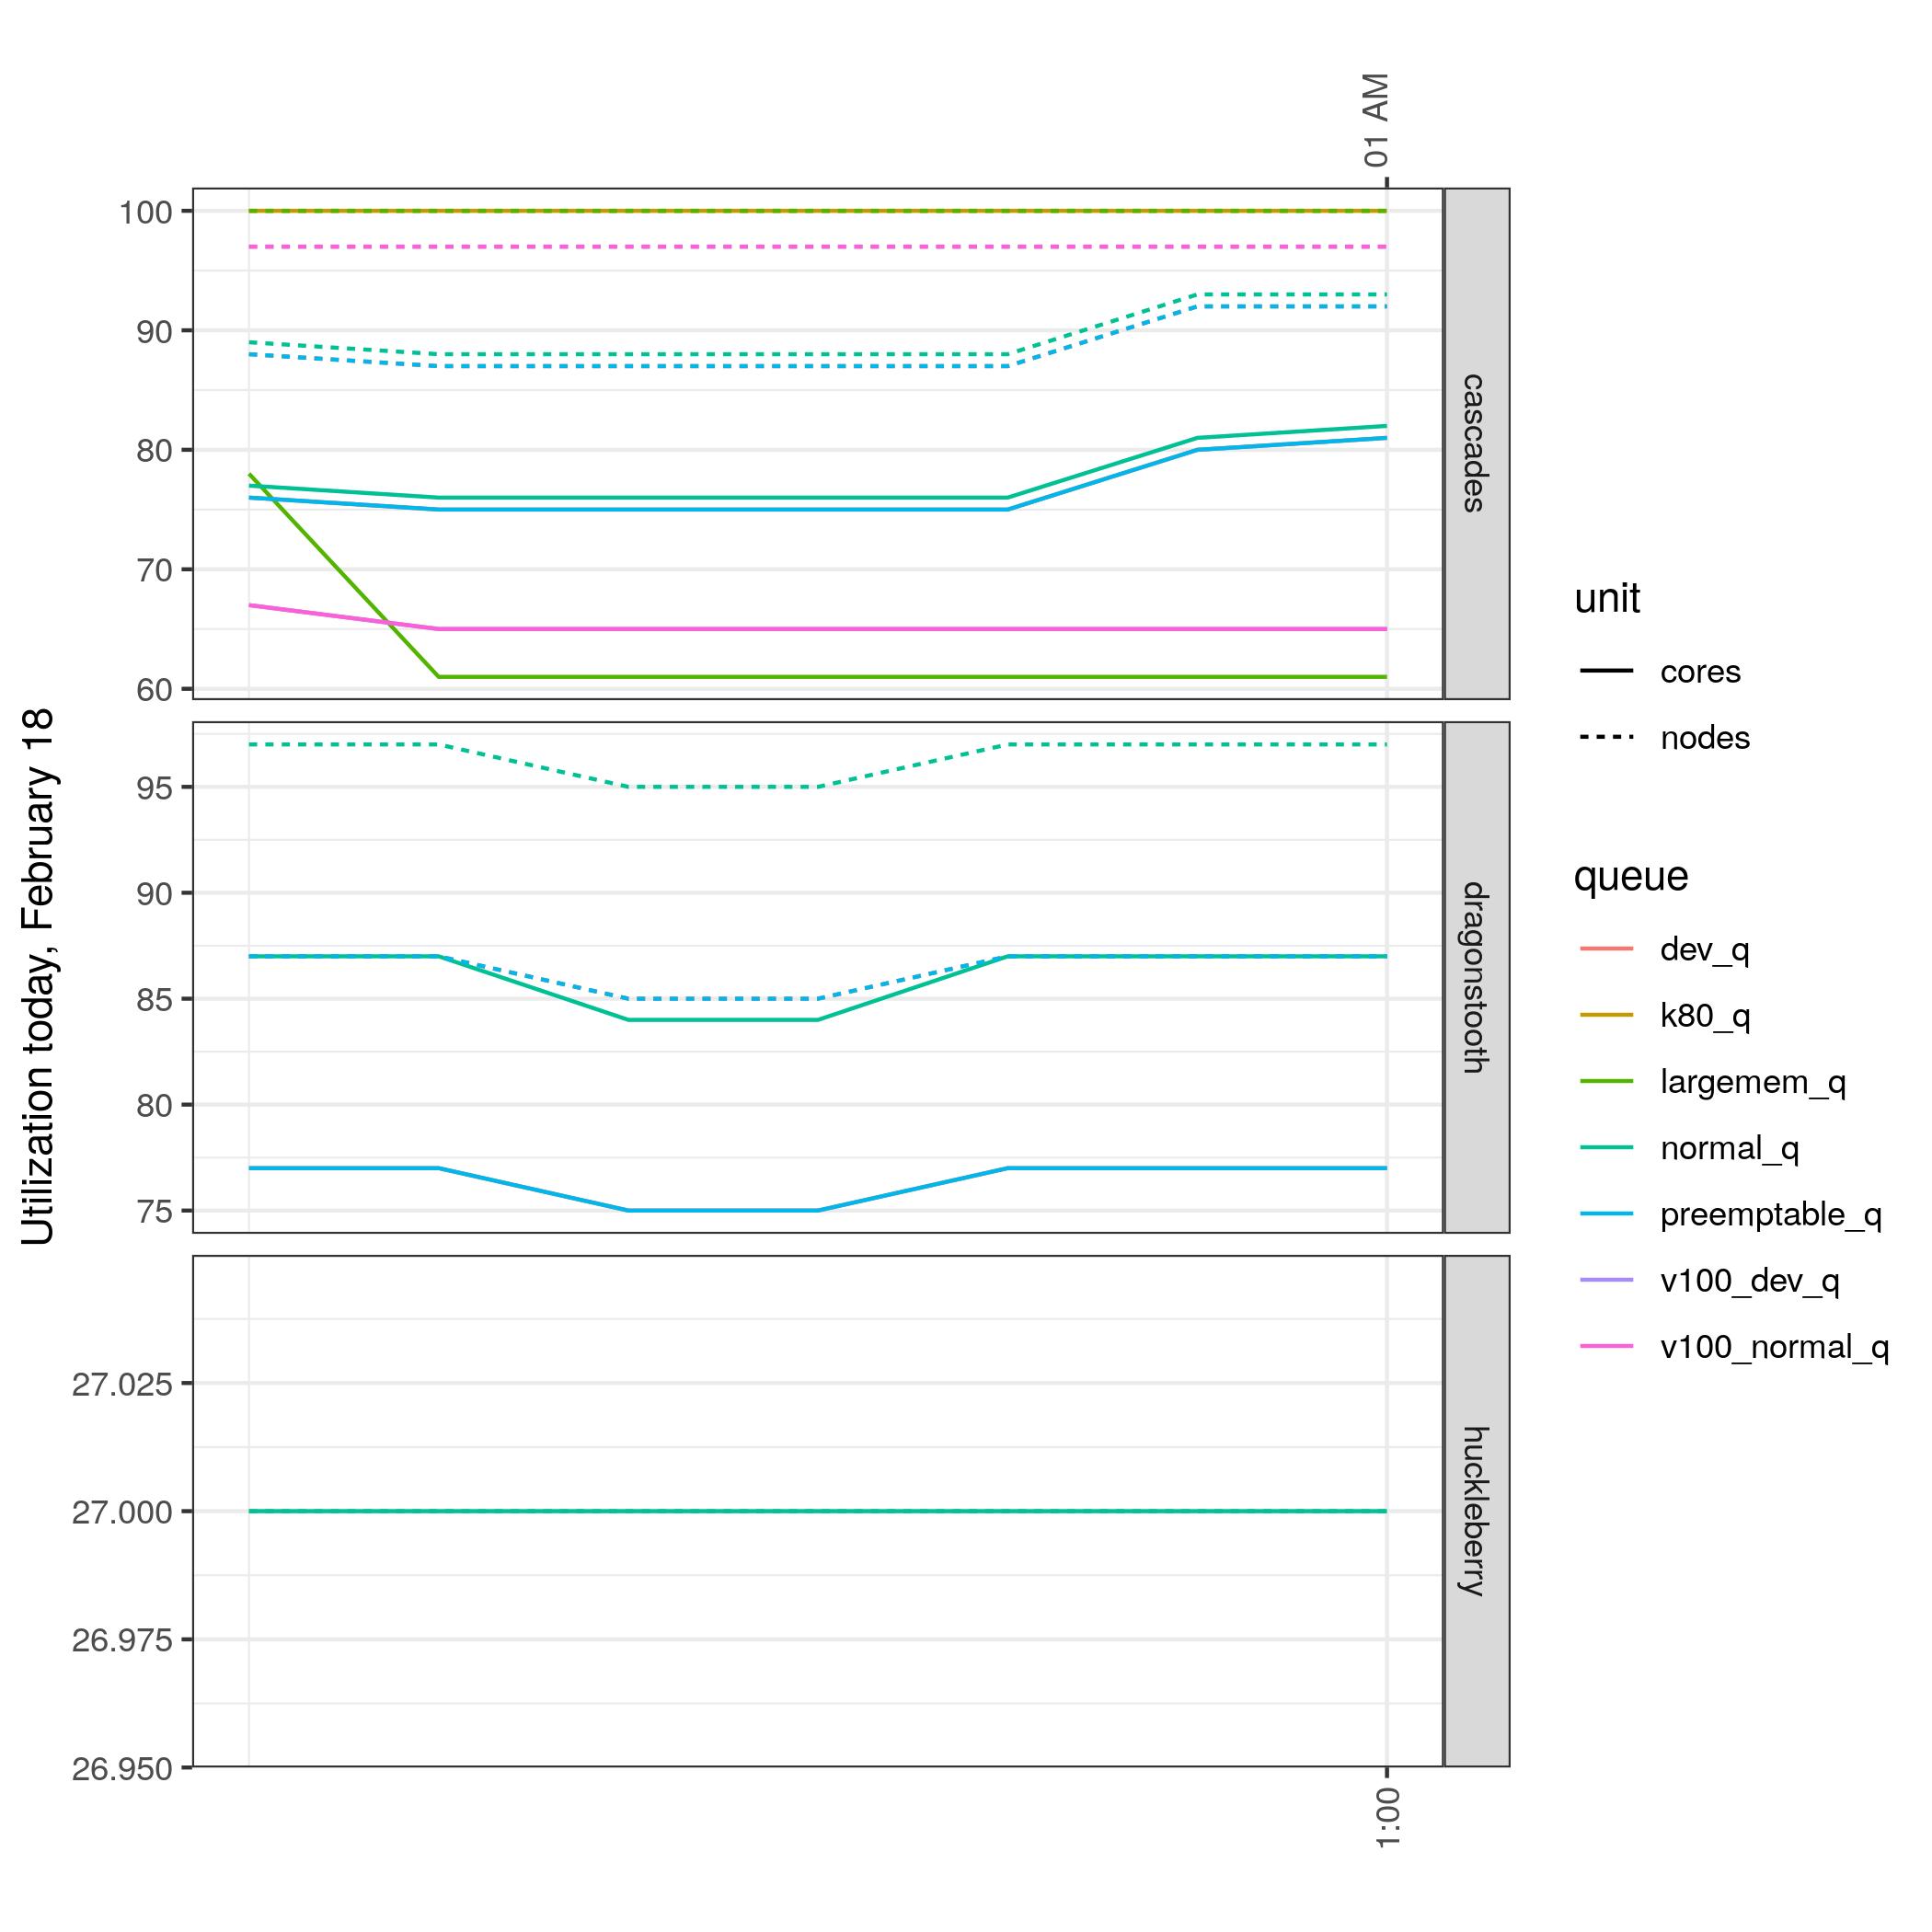 01 AM
Utilization today, February 18
100
90
80
70
60
cascades
95
90
85
80
75
dragonstooth
27.025
27.000
26.975
26.950
huckleberry
1:00
unit
cores
nodes
queue
dev_q
k80_q
largemem_q
normal_q
preemptable_q
v100_dev_q
v100_normal_q